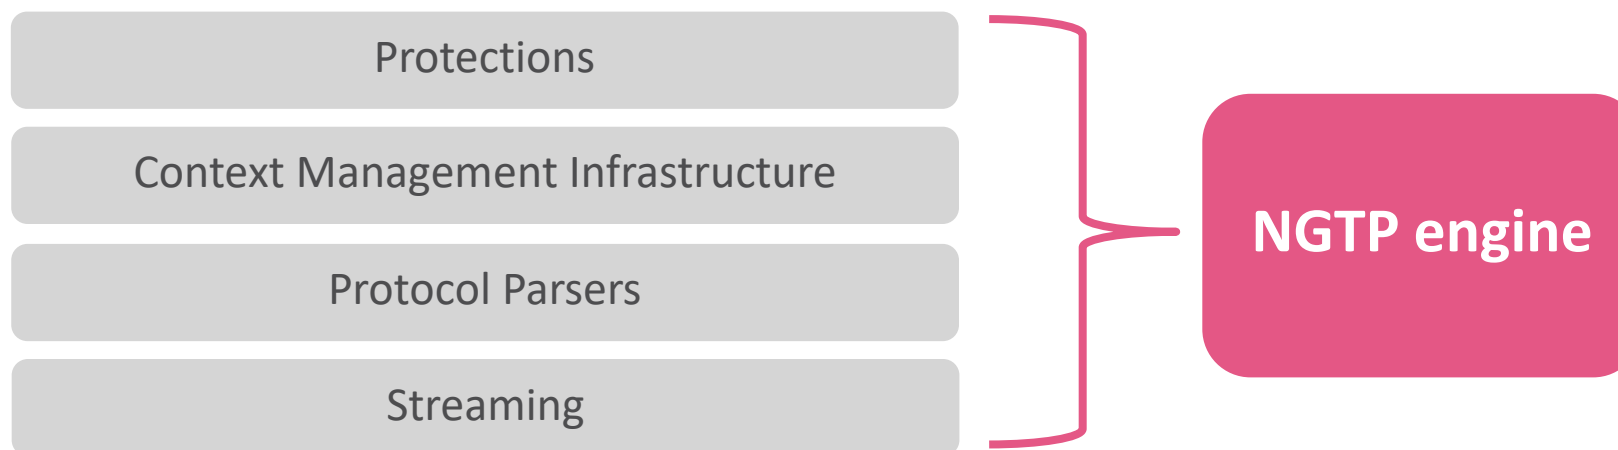 Protections
Context Management Infrastructure
Protocol Parsers
Streaming
NGTP engine